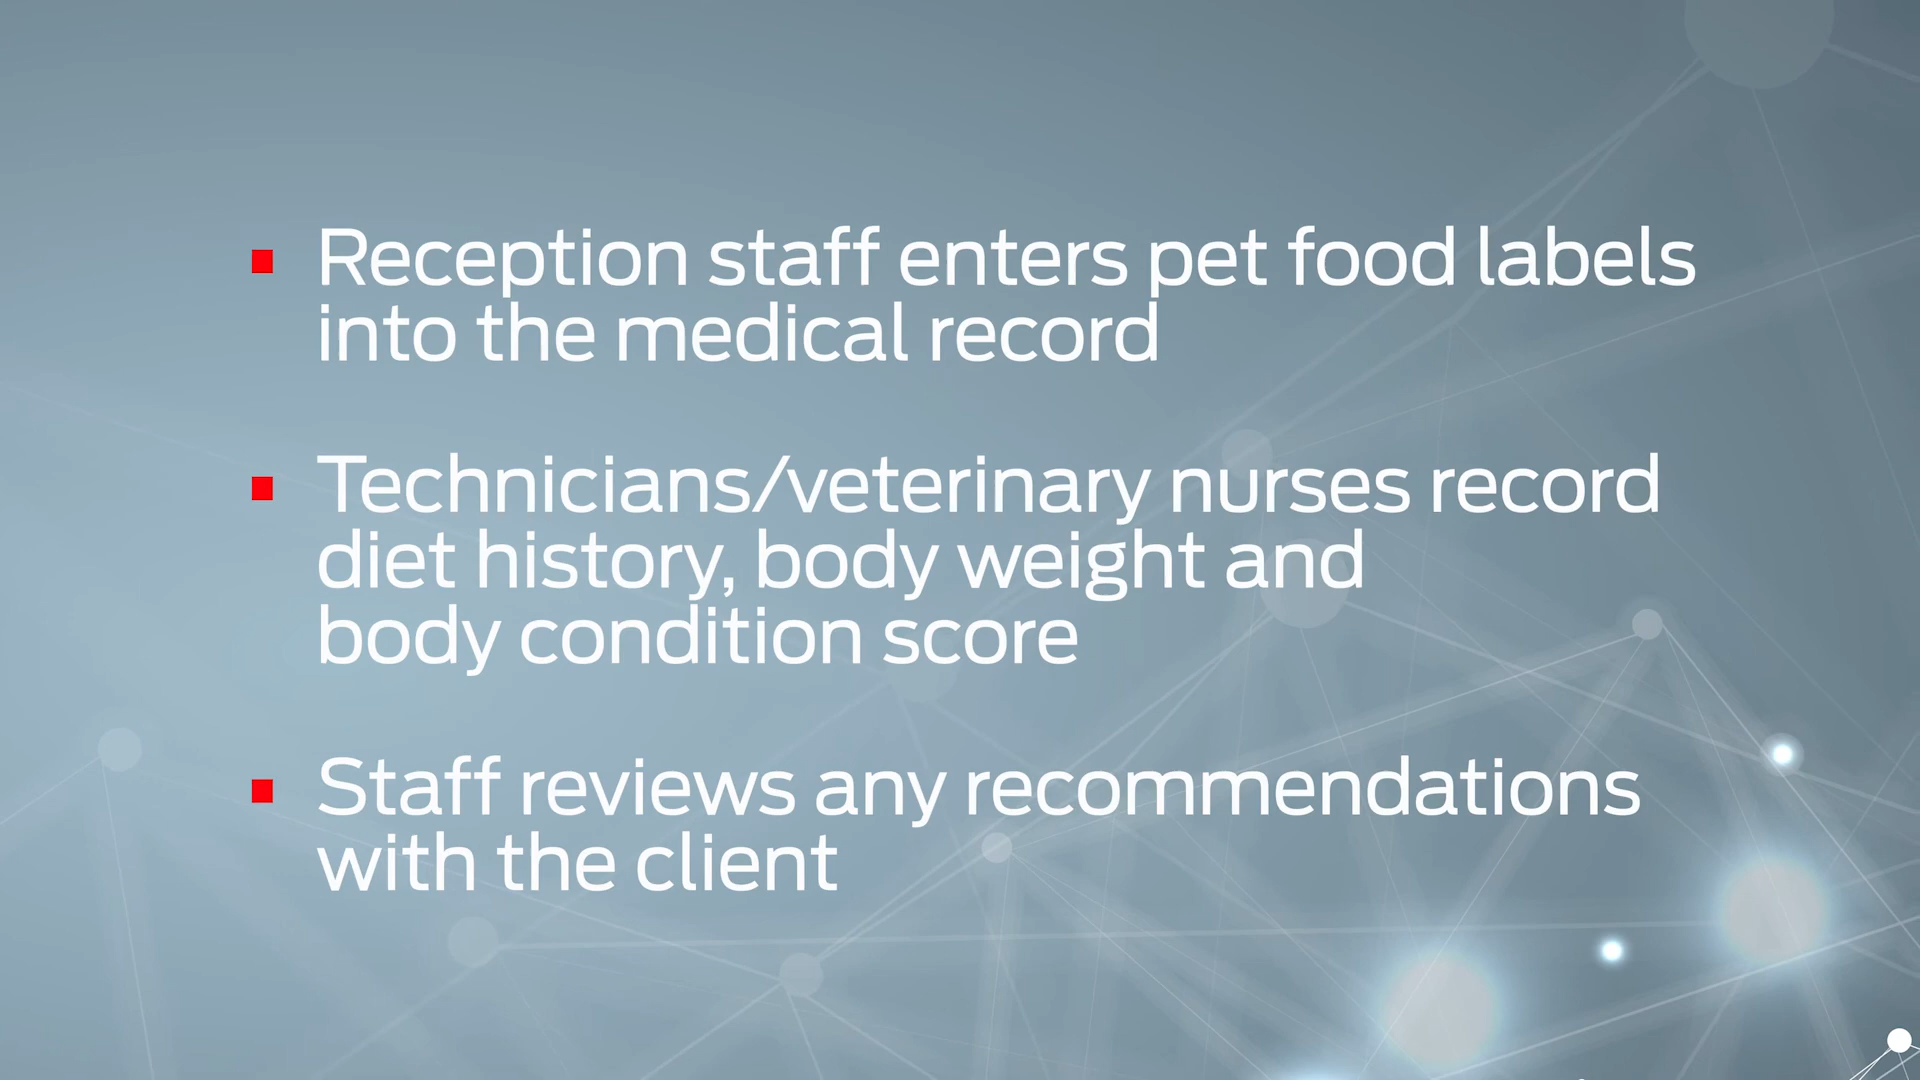 Reception staff enters pet food labels
into the medical record
Technicians/veterinary nurses record
diet history, body weight and
body condition score
Staff reviews any recommendations
with the client